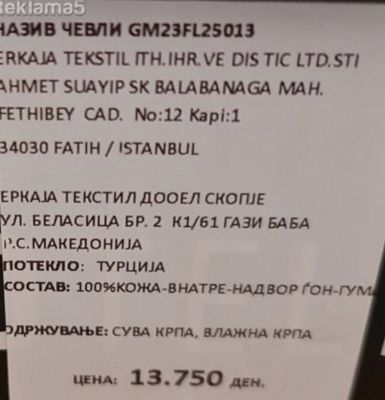 Reklama5
НАЗИВ ЧЕВЛИ GM23FL25013
ERKAJA TEKSTIL ITH.IHR.VE DIS TIC LTD.STI
AHMET SUAYIP SK BALABANAGA MAH.
FETHIBEY CAD. No:12 Kapi:1
34030 FATIH / ISTANBUL
ЕРКАЈА ТЕКСТИЛ ДООЕЛ СКОПЈЕ
УЛ. БЕЛАСИЦА БР. 2 К1/61 ГАЗИ БАБА
Р.С.МАКЕДОНИЈА
ПОТЕКЛО: ТУРЦИЈА
СОСТАВ: 100%КОЖА-ВНАТРЕ-НАДВОР ЃОН-ГУМА
ОДРЖУВАЊЕ: СУВА КРПА, ВЛАЖНА КРПА
ЦЕНА: 13.750 ДЕН.